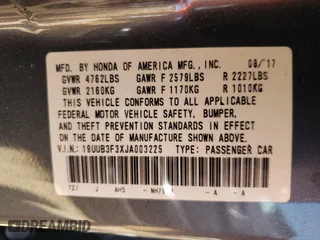 MFD. BY HONDA OF AMERICA MFG., INC. 08/17
GVWR 4762LBS GAWR F 2579LBS R 2227LBS
GVWR 2160KG GAWR F 1170KG R 1010KG
THIS VEHICLE CONFORMS TO ALL APPLICABLE
FEDERAL MOTOR VEHICLE SAFETY, BUMPER,
AND THEFT PREVENTION STANDARDS IN EFFECT
ON THE DATE OF MANUFACTURE SHOWN ABOVE.
V.I.N.: 19UUB3F3XJA003225 TYPE: PASSENGER CAR
A A
DREAMBID